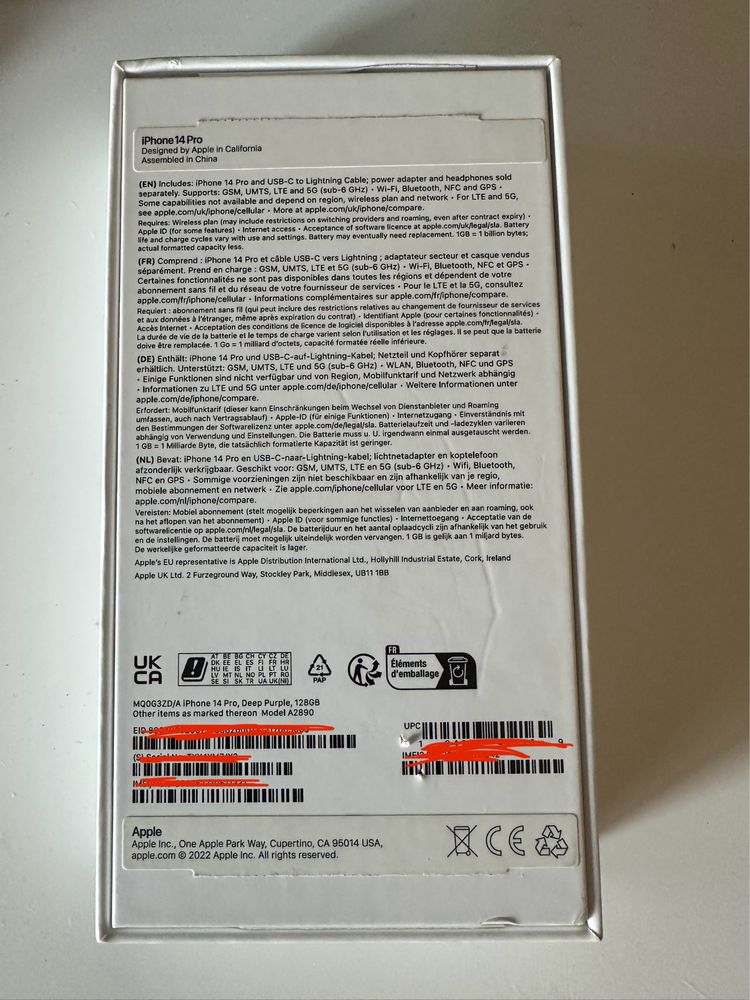 iPhone 14 Pro
Designed by Apple in California
Assembled in China
(EN) Includes: iPhone 14 Pro and USB-C to Lightning Cable; power adapter and headphones sold
separately. Supports: GSM, UMTS, LTE and 5G (sub-6 GHz) • Wi-Fi, Bluetooth, NFC and GPS •
Some capabilities not available and depend on region, wireless plan and network • For LTE and 5G,
see apple.com/uk/iphone/cellular • More at apple.com/uk/iphone/compare.
Requires: Wireless plan (may include restrictions on switching providers and roaming, even after contract expiry) •
Apple ID (for some features) • Internet access • Acceptance of software licence at apple.com/uk/legal/sla. Battery
life and charge cycles vary with use and settings. Battery may eventually need replacement. 1GB = 1 billion bytes;
actual formatted capacity less.
(FR) Comprend : iPhone 14 Pro et câble USB-C vers Lightning ; adaptateur secteur et casque vendus
séparément. Prend en charge : GSM, UMTS, LTE et 5G (sub-6 GHz) • Wi-Fi, Bluetooth, NFC et GPS •
Certaines fonctionnalités ne sont pas disponibles dans toutes les régions et dépendent de votre
abonnement sans fil et du réseau de votre fournisseur de services • Pour le LTE et la 5G, consultez
apple.com/fr/iphone/cellular • Informations complémentaires sur apple.com/fr/iphone/compare.
Requiert : abonnement sans fil (qui peut inclure des restrictions relatives au changement de fournisseur de services
et aux données à l'étranger, même après expiration du contrat) • Identifiant Apple (pour certaines fonctionnalités) •
Accès Internet • Acceptation des conditions de licence de logiciel disponibles à l'adresse apple.com/fr/legal/sla.
La durée de vie de la batterie et le temps de charge varient selon l'utilisation et les réglages. Il se peut que la batterie
doive être remplacée. 1 Go = 1 milliard d'octets, capacité formatée réelle inférieure.
(DE) Enthält: iPhone 14 Pro und USB-C-auf-Lightning-Kabel; Netzteil und Kopfhörer separat
erhältlich. Unterstützt: GSM, UMTS, LTE und 5G (sub-6 GHz) • WLAN, Bluetooth, NFC und GPS
• Einige Funktionen sind nicht verfügbar und von Region, Mobilfunktarif und Netzwerk abhängig
• Informationen zu LTE und 5G unter apple.com/de/iphone/cellular • Weitere Informationen unter
apple.com/de/iphone/compare.
Erfordert: Mobilfunktarif (dieser kann Einschränkungen beim Wechsel von Dienstanbieter und Roaming
umfassen, auch nach Vertragsablauf) • Apple-ID (für einige Funktionen) • Internetzugang • Einverständnis mit
den Bestimmungen der Softwarelizenz unter apple.com/de/legal/sla. Batterielaufzeit und -ladezyklen variieren
abhängig von Verwendung und Einstellungen. Die Batterie muss u. U. irgendwann ausgetauscht werden.
1 GB = 1 Milliarde Byte, die tatsächlich formatierte Kapazität ist geringer.
(NL) Bevat: iPhone 14 Pro en USB-C-naar-Lightning-kabel; lichtnetadapter en koptelefoon
afzonderlijk verkrijgbaar. Geschikt voor: GSM, UMTS, LTE en 5G (sub-6 GHz) • Wifi, Bluetooth,
NFC en GPS • Sommige voorzieningen zijn niet beschikbaar en zijn afhankelijk van je regio,
mobiele abonnement en netwerk • Zie apple.com/iphone/cellular voor LTE en 5G • Meer informatie:
apple.com/nl/iphone/compare.
Vereisten: Mobiel abonnement (stelt mogelijk beperkingen aan het wisselen van aanbieder en aan roaming, ook
na het aflopen van het abonnement) • Apple ID (voor sommige functies) • Internettoegang • Acceptatie van de
softwarelicentie op apple.com/nl/legal/sla. De batterijduur en het aantal oplaadcycli zijn afhankelijk van het gebruik
en de instellingen. De batterij moet mogelijk uiteindelijk worden vervangen. 1 GB is gelijk aan 1 miljard bytes.
De werkelijke geformatteerde capaciteit is lager.
Apple's EU representative is Apple Distribution International Ltd., Hollyhill Industrial Estate, Cork, Ireland
Apple UK Ltd. 2 Furzeground Way, Stockley Park, Middlesex, UB11 1BB
UK
CA
AT BE BG CH CY CZ DE
DK EE EL ES FI FR HR
HU IE IS IT LI LT LU
LV MT NL NO PL PT RO
SE SI SK TR UA UK(NI)
21
PAP
FR
Éléments
d'emballage
MQ0G3ZD/A iPhone 14 Pro, Deep Purple, 128GB
Other items as marked thereon Model A2890
EID
UPC
1 9
(S) Serial No.
IMEI
Apple
Apple Inc., One Apple Park Way, Cupertino, CA 95014 USA,
apple.com © 2022 Apple Inc. All rights reserved.
CE